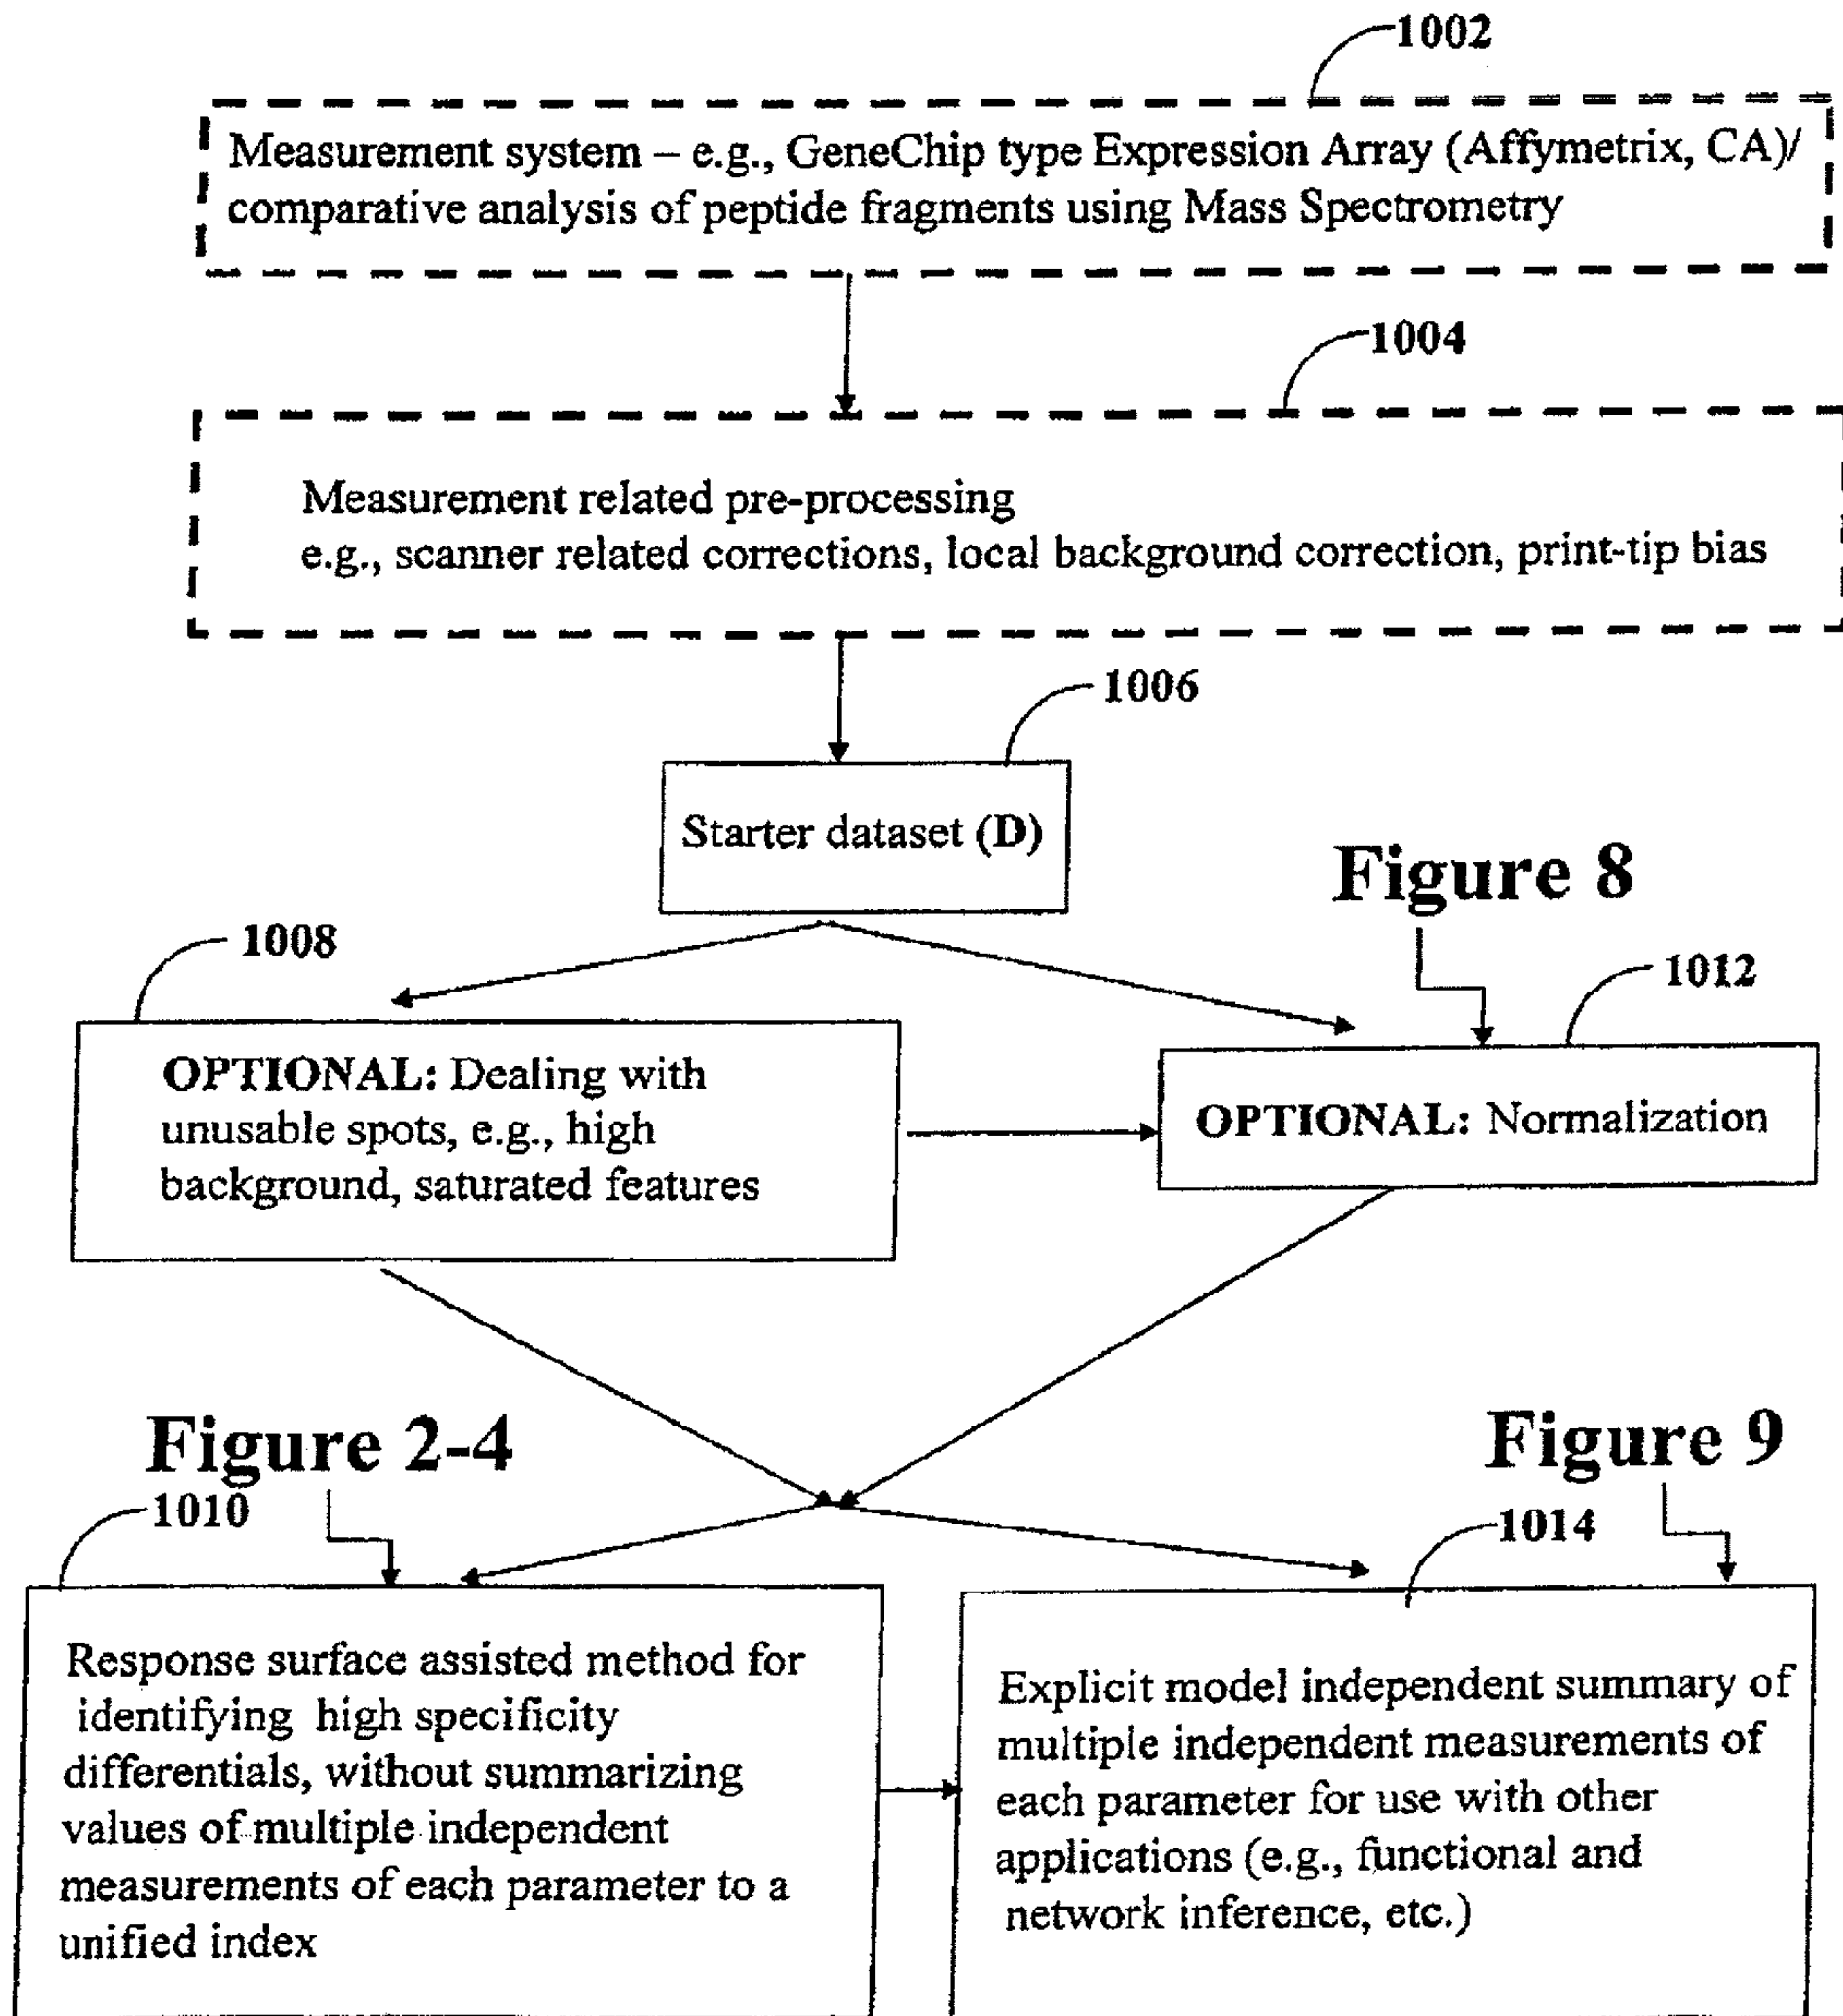 1002
Measurement system – e.g., GeneChip type Expression Array (Affymetrix, CA)/
comparative analysis of peptide fragments using Mass Spectrometry
1004
Measurement related pre-processing
e.g., scanner related corrections, local background correction, print-tip bias
1006
Starter dataset (D)
Figure 8
1008
1012
OPTIONAL: Dealing with
unusable spots, e.g., high
background, saturated features
OPTIONAL: Normalization
Figure 2-4
Figure 9
1010
1014
Response surface assisted method for
identifying high specificity
differentials, without summarizing
values of multiple independent
measurements of each parameter to a
unified index
Explicit model independent summary of
multiple independent measurements of
each parameter for use with other
applications (e.g., functional and
network inference, etc.)